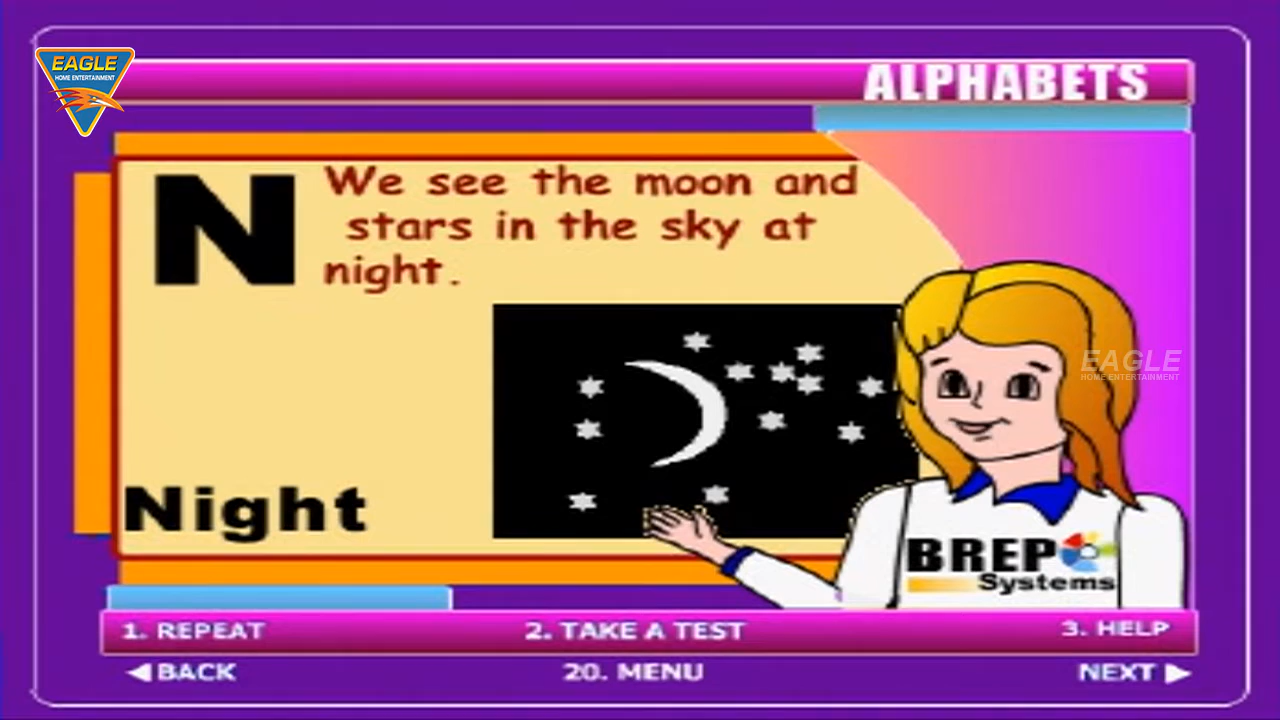 EAGLE
HOME ENTERTAINMENT
ALPHABETS
N
We see the moon and
stars in the sky at
night.
EAGLE
HOME ENTERTAINMENT
Night
BREP
Systems
1. REPEAT 2. TAKE A TEST 3. HELP
BACK 20. MENU NEXT